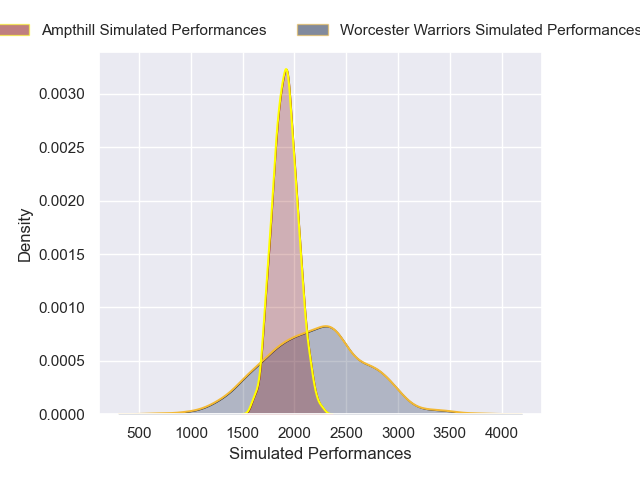 Ampthill Simulated Performances
Worcester Warriors Simulated Performances
0.0030
0.0025
0.0020
0.0015
0.0010
0.0005
0.0000
Density
500 1000 1500 2000 2500 3000 3500 4000
Simulated Performances